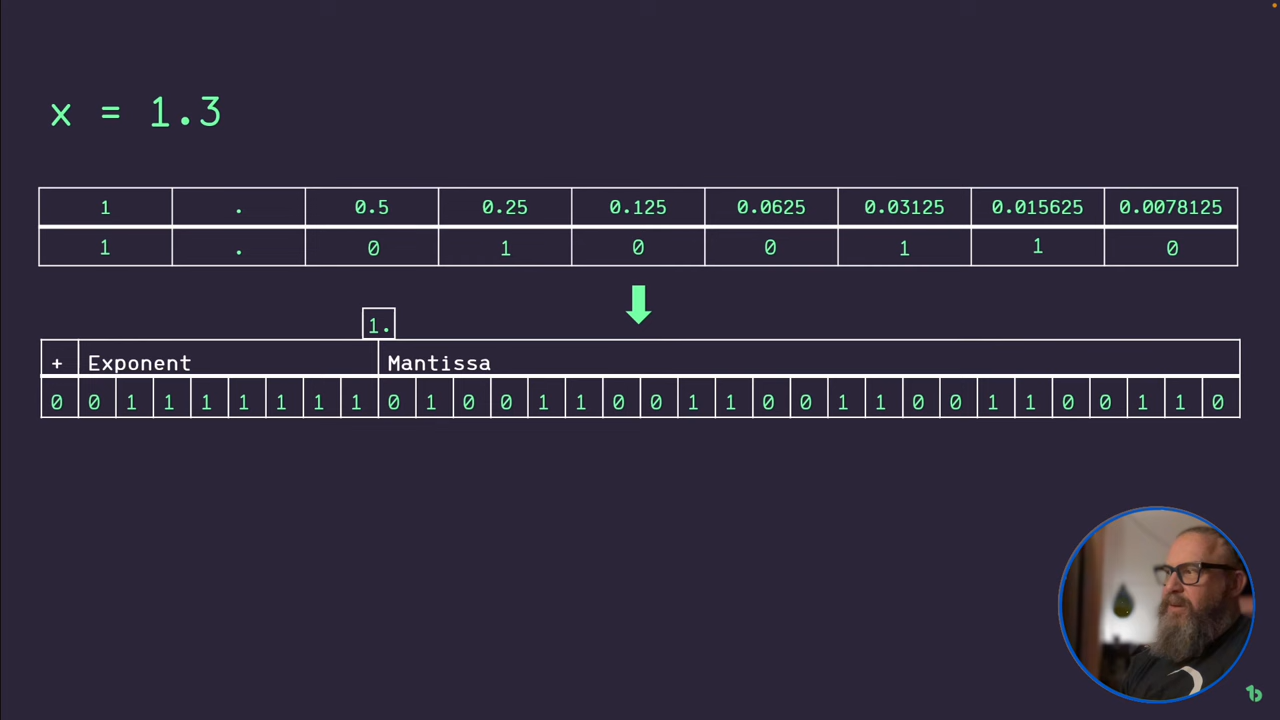 x = 1.3
1 . 0.5 0.25 0.125 0.0625 0.03125 0.015625 0.0078125
1 . 0 1 0 0 1 1 0
1.
+ Exponent Mantissa
0 0 1 1 1 1 1 1 1 0 1 0 0 1 1 0 0 1 1 0 0 1 1 0 0 1 1 0 0 1 1 0